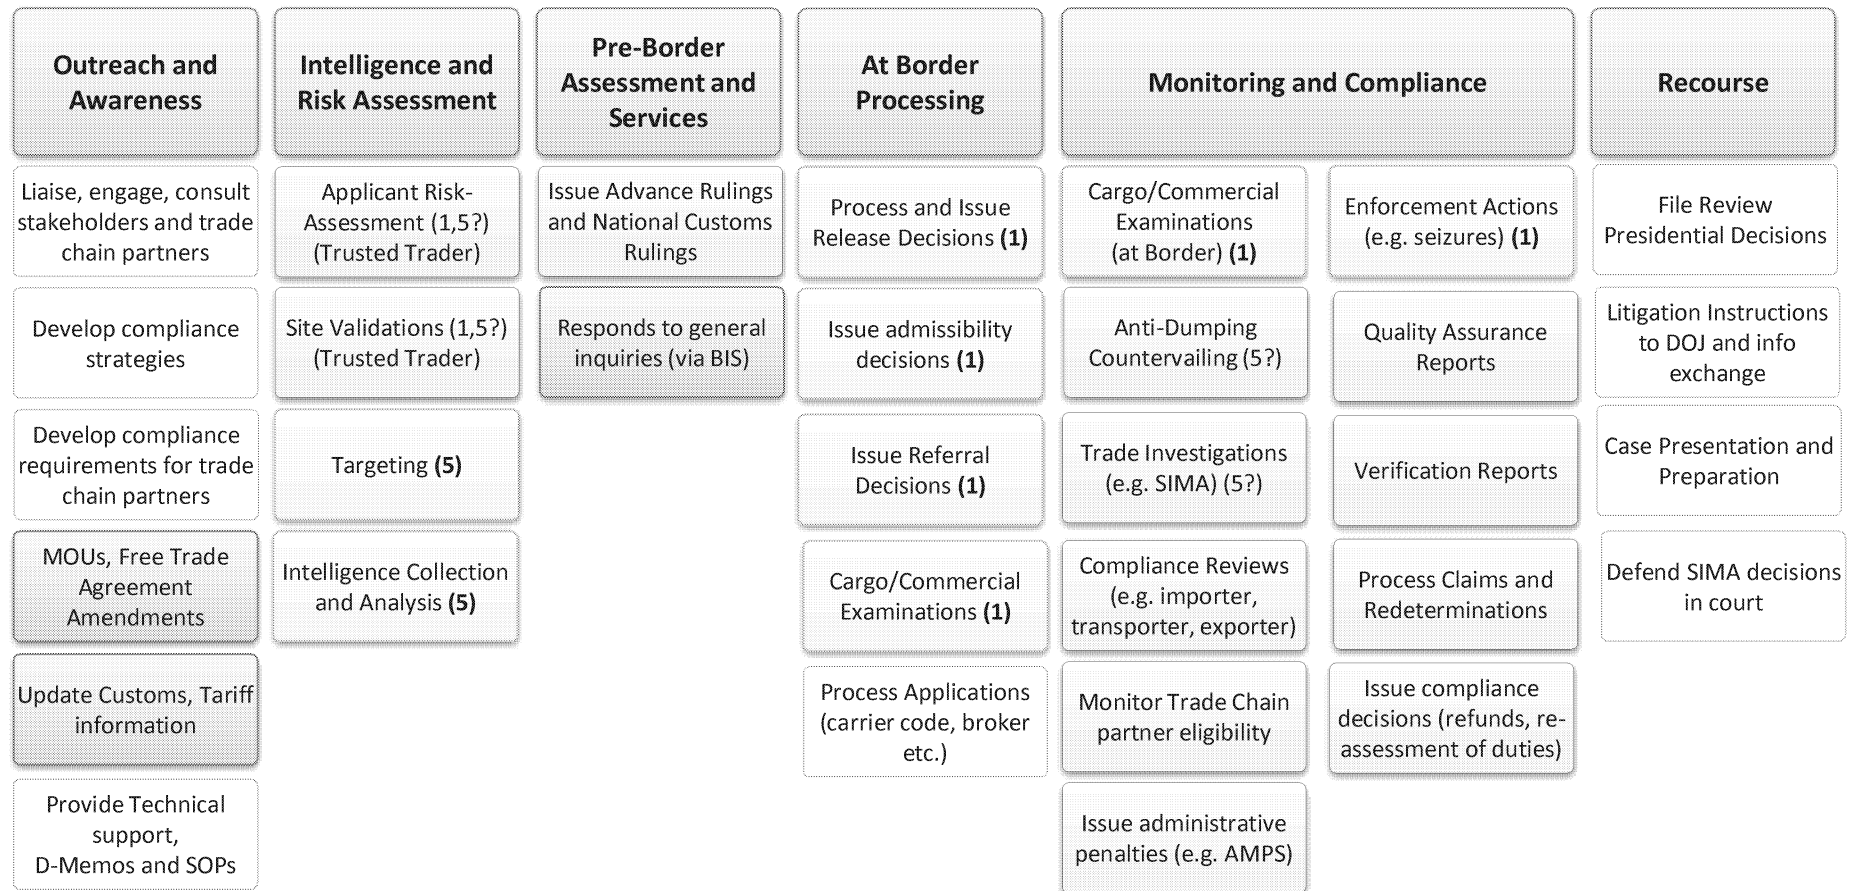 Outreach and
Awareness
Liaise, engage, consult
stakeholders and trade
chain partners
Develop compliance
strategies
Develop compliance
requirements for trade
chain partners
MOUs, Free Trade
Agreement
Amendments
Update Customs, Tariff
information
Provide Technical
support,
D-Memos and SOPs
Intelligence and
Risk Assessment
Applicant Risk-
Assessment (1,5?)
(Trusted Trader)
Site Validations (1,5?)
(Trusted Trader)
Targeting (5)
Intelligence Collection
and Analysis (5)
Pre-Border
Assessment and
Services
Issue Advance Rulings
and National Customs
Rulings
Responds to general
inquiries (via BIS)
At Border
Processing
Process and Issue
Release Decisions (1)
Issue admissibility
decisions (1)
Issue Referral
Decisions (1)
Cargo/Commercial
Examinations (1)
Process Applications
(carrier code, broker
etc.)
Monitoring and Compliance
Cargo/Commercial
Examinations
(at Border) (1)
Anti-Dumping
Countervailing (5?)
Trade Investigations
(e.g. SIMA) (5?)
Compliance Reviews
(e.g. importer,
transporter, exporter)
Monitor Trade Chain
partner eligibility
Issue administrative
penalties (e.g. AMPS)
Enforcement Actions
(e.g. seizures) (1)
Quality Assurance
Reports
Verification Reports
Process Claims and
Redeterminations
Issue compliance
decisions (refunds, re-
assessment of duties)
Recourse
File Review
Presidential Decisions
Litigation Instructions
to DOJ and info
exchange
Case Presentation and
Preparation
Defend SIMA decisions
in court